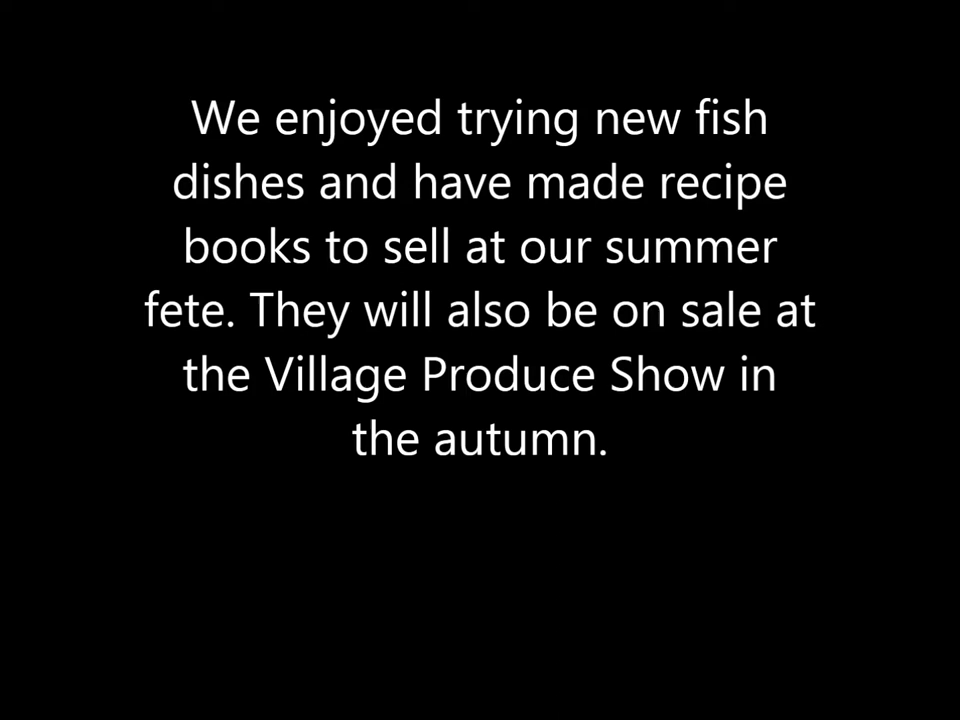 We enjoyed trying new fish
dishes and have made recipe
books to sell at our summer
fete. They will also be on sale at
the Village Produce Show in
the autumn.